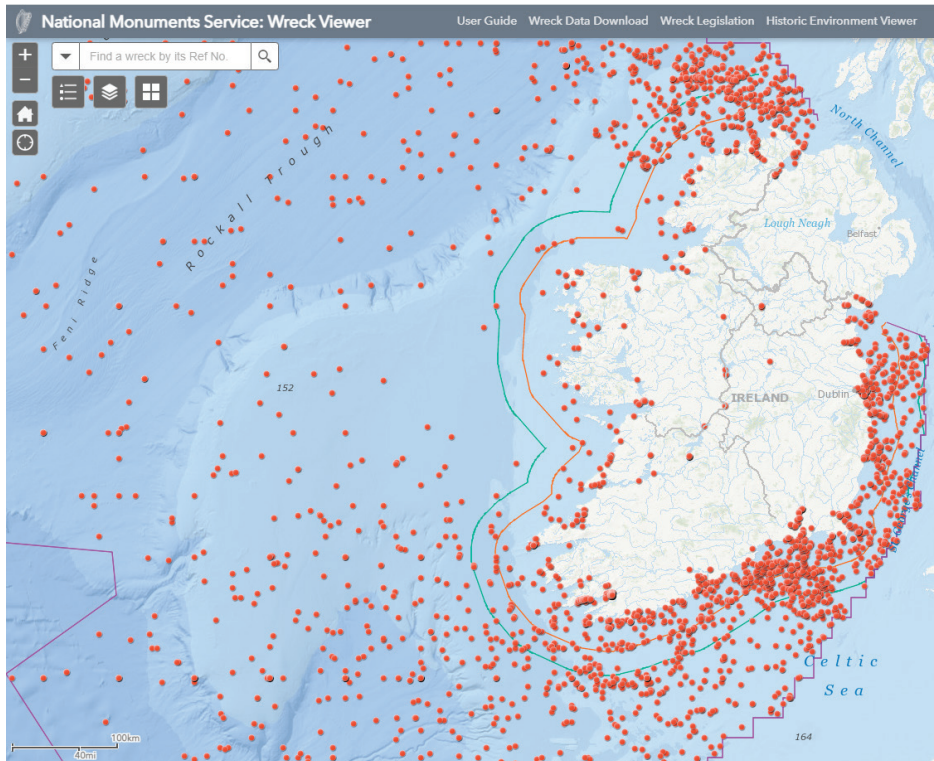 National Monuments Service: Wreck Viewer
User Guide Wreck Data Download Wreck Legislation Historic Environment Viewer
+
Find a wreck by its Ref No.
−
North Channel
Rockall Trough
Lough Neagh
Belfast
Feni Ridge
152
IRELAND
Dublin
Celtic
Sea
164
100km
40mi